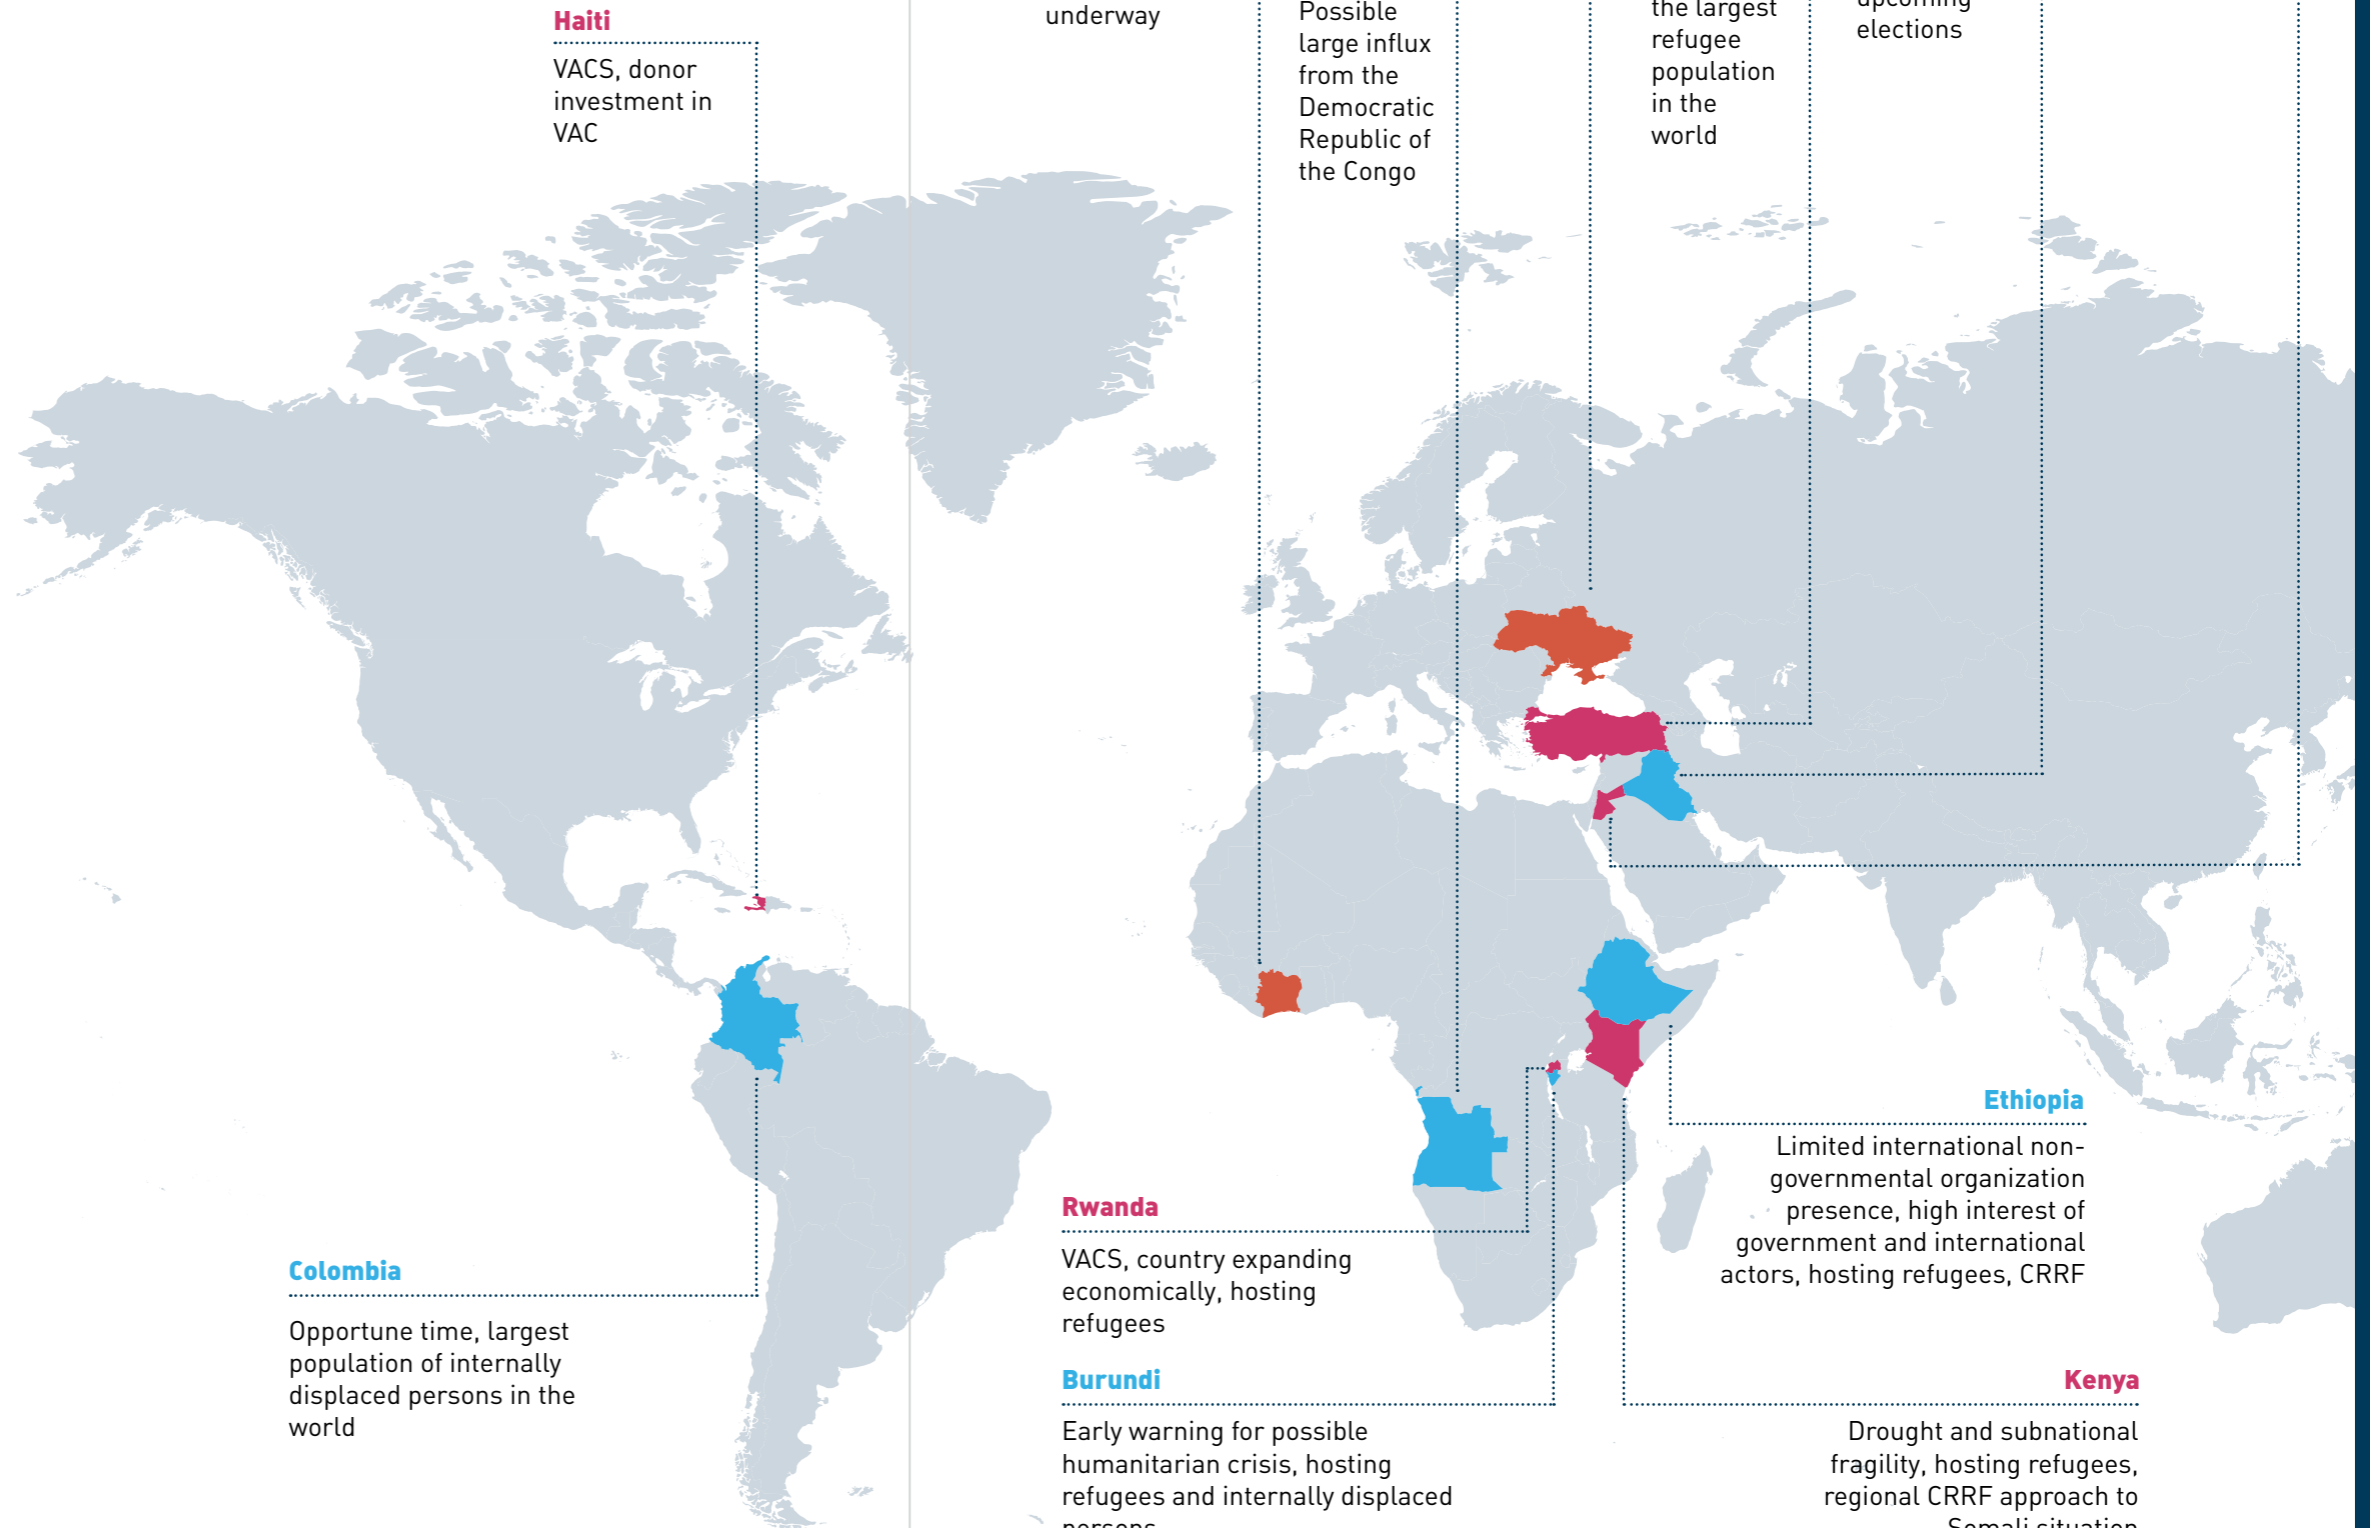 Haiti
VACS, donor
investment in
VAC
underway
Possible
large influx
from the
Democratic
Republic of
the Congo
the largest
refugee
population
in the
world
upcoming
elections
Colombia
Opportune time, largest
population of internally
displaced persons in the
world
Rwanda
VACS, country expanding
economically, hosting
refugees
Burundi
Early warning for possible
humanitarian crisis, hosting
refugees and internally displaced
persons
Ethiopia
Limited international non-
governmental organization
presence, high interest of
government and international
actors, hosting refugees, CRRF
Kenya
Drought and subnational
fragility, hosting refugees,
regional CRRF approach to
Somali situation